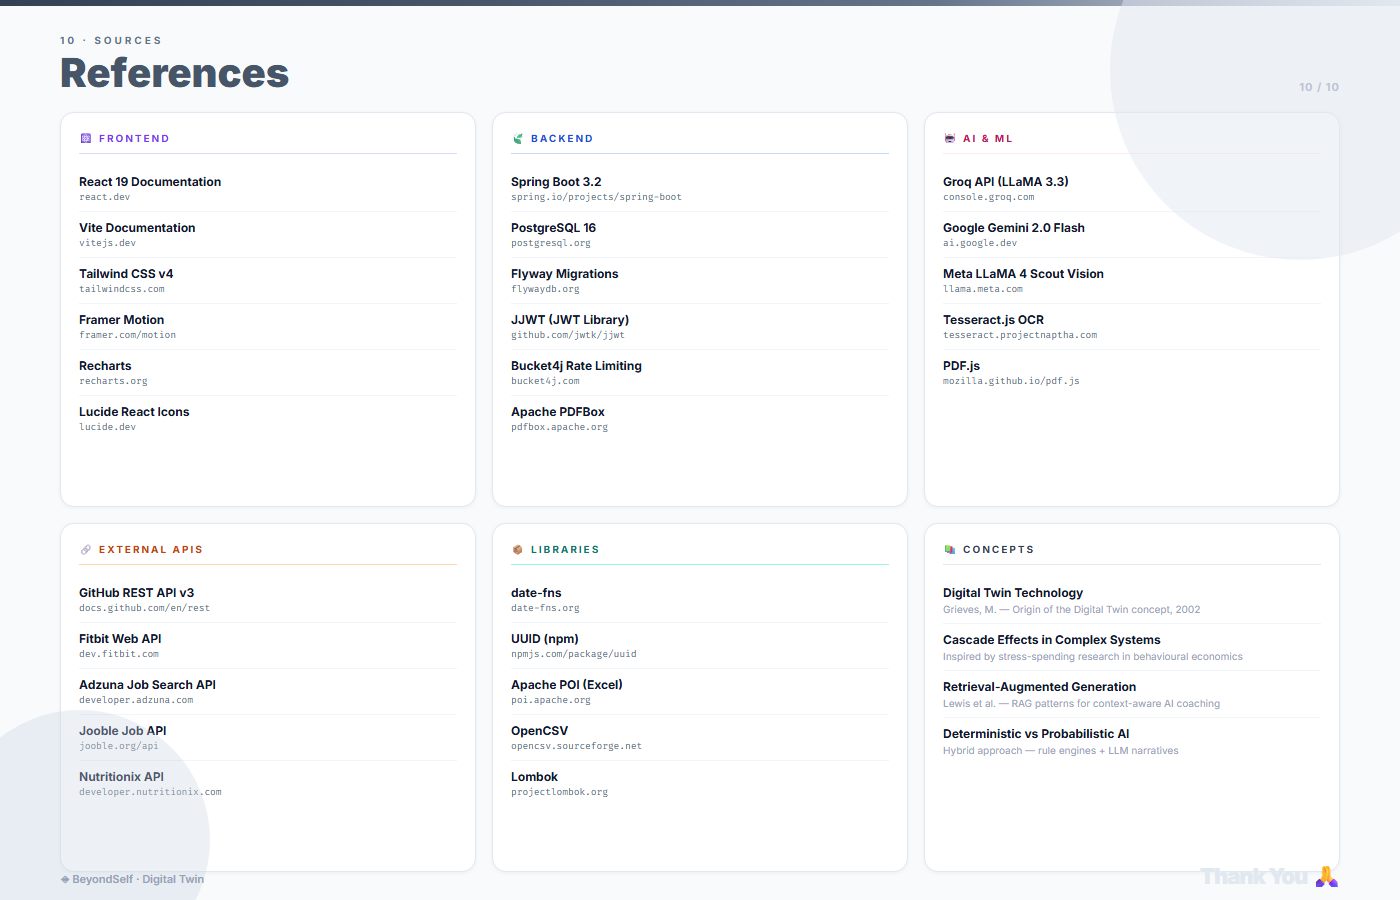 10 · SOURCES
References
10 / 10
FRONTEND
React 19 Documentation
react.dev
Vite Documentation
vitejs.dev
Tailwind CSS v4
tailwindcss.com
Framer Motion
framer.com/motion
Recharts
recharts.org
Lucide React Icons
lucide.dev
BACKEND
Spring Boot 3.2
spring.io/projects/spring-boot
PostgreSQL 16
postgresql.org
Flyway Migrations
flywaydb.org
JJWT (JWT Library)
github.com/jwtk/jjwt
Bucket4j Rate Limiting
bucket4j.com
Apache PDFBox
pdfbox.apache.org
AI & ML
Groq API (LLaMA 3.3)
console.groq.com
Google Gemini 2.0 Flash
ai.google.dev
Meta LLaMA 4 Scout Vision
llama.meta.com
Tesseract.js OCR
tesseract.projectnaptha.com
PDF.js
mozilla.github.io/pdf.js
EXTERNAL APIS
GitHub REST API v3
docs.github.com/en/rest
Fitbit Web API
dev.fitbit.com
Adzuna Job Search API
developer.adzuna.com
Jooble Job API
jooble.org/api
Nutritionix API
developer.nutritionix.com
LIBRARIES
date-fns
date-fns.org
UUID (npm)
npmjs.com/package/uuid
Apache POI (Excel)
poi.apache.org
OpenCSV
opencsv.sourceforge.net
Lombok
projectlombok.org
CONCEPTS
Digital Twin Technology
Grieves, M. — Origin of the Digital Twin concept, 2002
Cascade Effects in Complex Systems
Inspired by stress-spending research in behavioural economics
Retrieval-Augmented Generation
Lewis et al. — RAG patterns for context-aware AI coaching
Deterministic vs Probabilistic AI
Hybrid approach — rule engines + LLM narratives
BeyondSelf · Digital Twin
Thank You 🙏